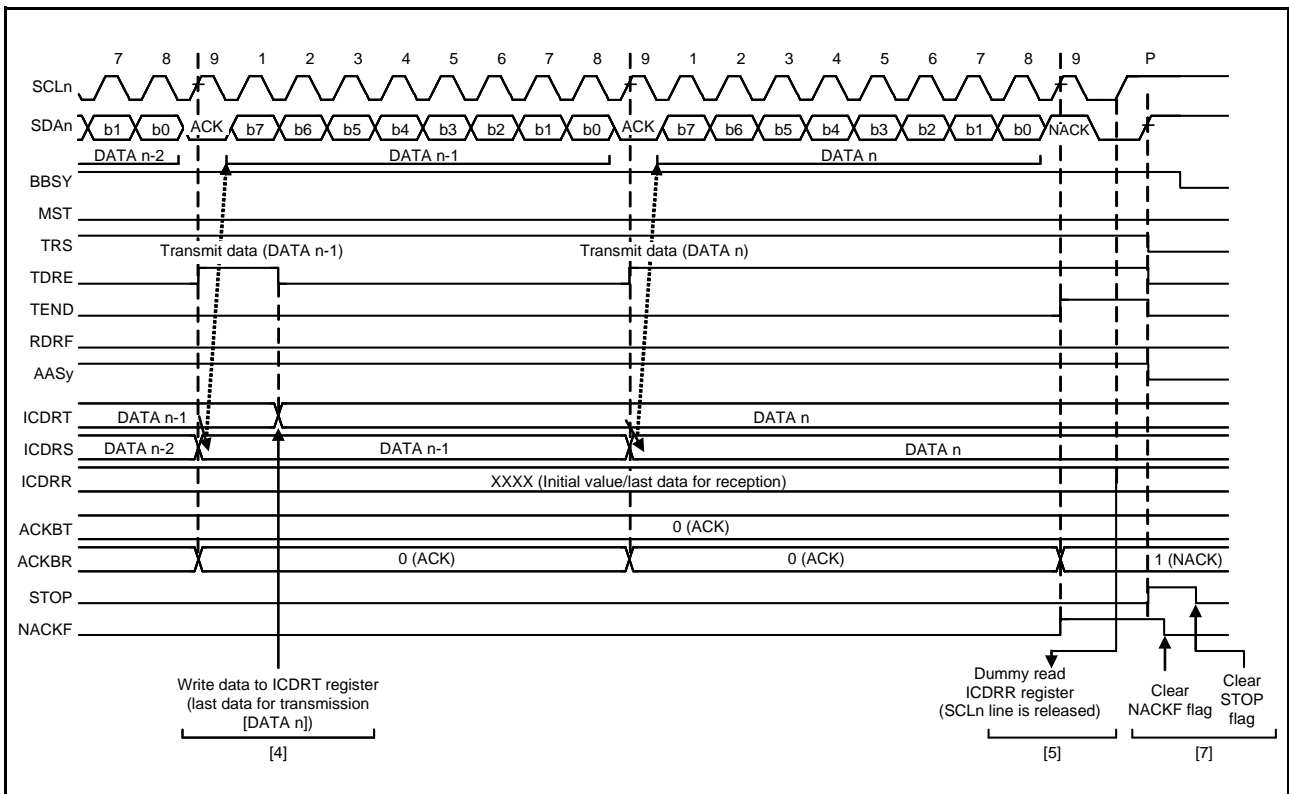 7 8 9 1 2 3 4 5 6 7 8 9 1 2 3 4 5 6 7 8 9 P
SCLn
SDAn b1 b0 ACK b7 b6 b5 b4 b3 b2 b1 b0 ACK b7 b6 b5 b4 b3 b2 b1 b0 NACK
DATA n-2 DATA n-1 DATA n
BBSY
MST
TRS
Transmit data (DATA n-1) Transmit data (DATA n)
TDRE
TEND
RDRF
AASy
ICDRT DATA n-1 DATA n
ICDRS DATA n-2 DATA n-1 DATA n
ICDRR XXXX (Initial value/last data for reception)
ACKBT 0 (ACK)
ACKBR 0 (ACK) 0 (ACK) 1 (NACK)
STOP
NACKF
Write data to ICDRT register
(last data for transmission
[DATA n])
[4]
Dummy read
ICDRR register
(SCLn line is released)
[5]
Clear
NACKF flag
Clear
STOP
flag
[7]